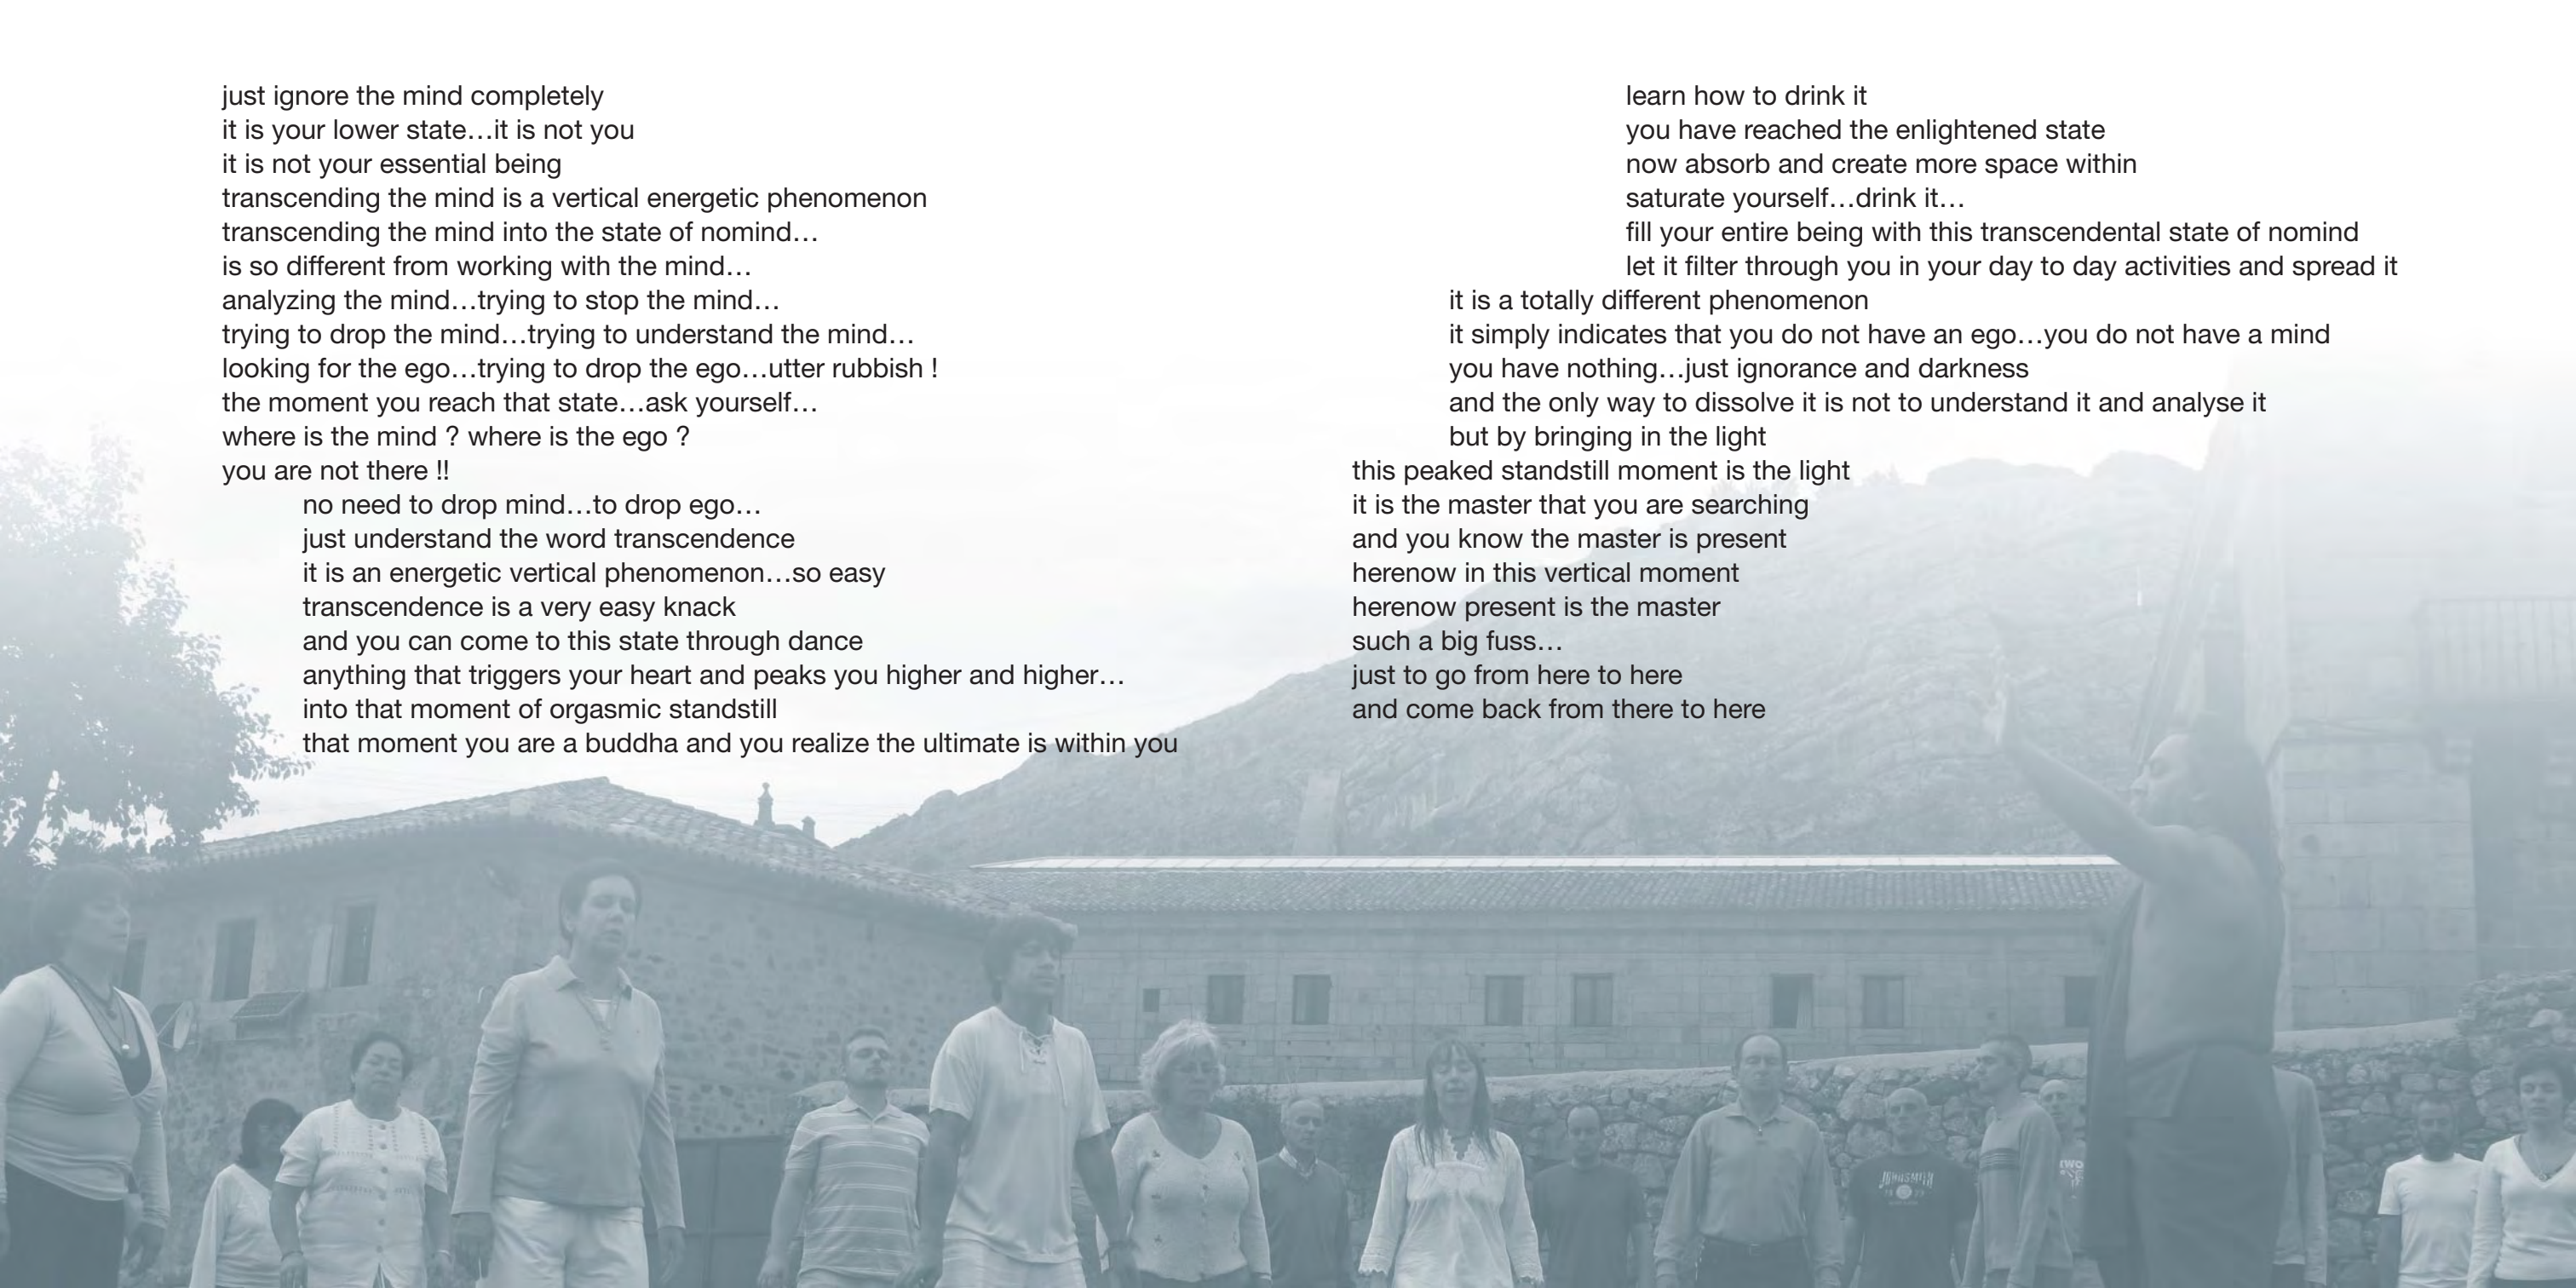 just ignore the mind completely
it is your lower state…it is not you
it is not your essential being
transcending the mind is a vertical energetic phenomenon
transcending the mind into the state of nomind…
is so different from working with the mind…
analyzing the mind…trying to stop the mind…
trying to drop the mind…trying to understand the mind…
looking for the ego…trying to drop the ego…utter rubbish !
the moment you reach that state…ask yourself…
where is the mind ? where is the ego ?
you are not there !!
no need to drop mind…to drop ego…
just understand the word transcendence
it is an energetic vertical phenomenon…so easy
transcendence is a very easy knack
and you can come to this state through dance
anything that triggers your heart and peaks you higher and higher…
into that moment of orgasmic standstill
that moment you are a buddha and you realize the ultimate is within you
learn how to drink it
you have reached the enlightened state
now absorb and create more space within
saturate yourself…drink it…
fill your entire being with this transcendental state of nomind
let it filter through you in your day to day activities and spread it
it is a totally different phenomenon
it simply indicates that you do not have an ego…you do not have a mind
you have nothing…just ignorance and darkness
and the only way to dissolve it is not to understand it and analyse it
but by bringing in the light
this peaked standstill moment is the light
it is the master that you are searching
and you know the master is present
herenow in this vertical moment
herenow present is the master
such a big fuss…
just to go from here to here
and come back from there to here